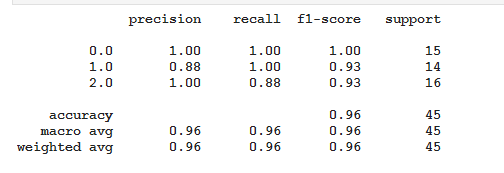 precision recall f1-score support
0.0 1.00 1.00 1.00 15
1.0 0.88 1.00 0.93 14
2.0 1.00 0.88 0.93 16
accuracy 0.96 45
macro avg 0.96 0.96 0.96 45
weighted avg 0.96 0.96 0.96 45